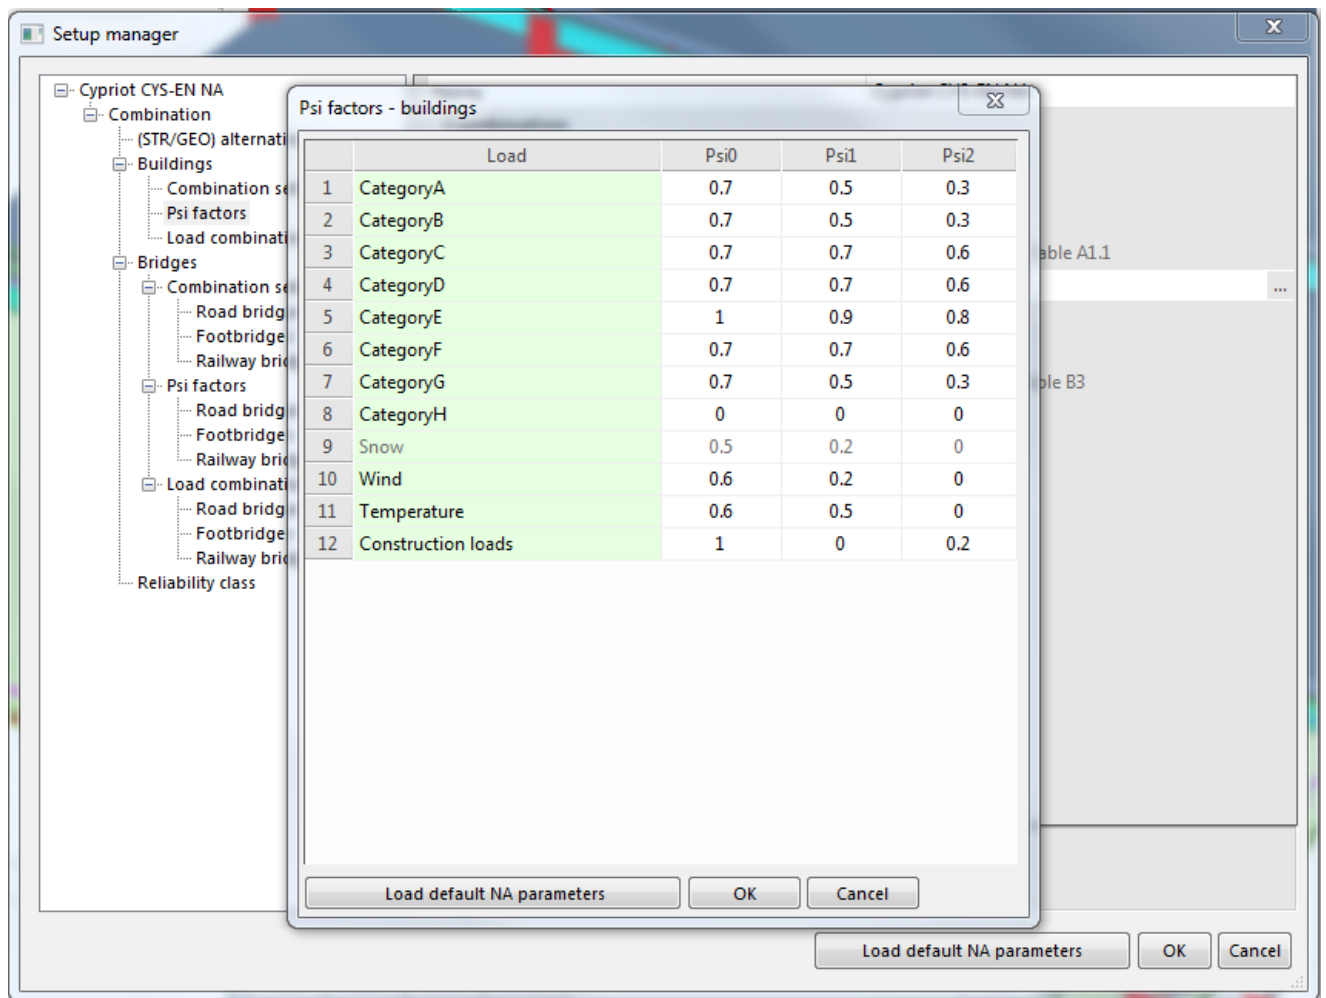 Setup manager
Cypriot CYS-EN NA
Combination
(STR/GEO) alternati
Buildings
Combination se
Psi factors
Load combinati
Bridges
Combination se
Road bridg
Footbridge
Railway bric
Psi factors
Road bridg
Footbridge
Railway bric
Load combinati
Road bridg
Footbridge
Railway bric
Reliability class
Psi factors - buildings
Load Psi0 Psi1 Psi2
1 CategoryA 0.7 0.5 0.3
2 CategoryB 0.7 0.5 0.3
3 CategoryC 0.7 0.7 0.6
4 CategoryD 0.7 0.7 0.6
5 CategoryE 1 0.9 0.8
6 CategoryF 0.7 0.7 0.6
7 CategoryG 0.7 0.5 0.3
8 CategoryH 0 0 0
9 Snow 0.5 0.2 0
10 Wind 0.6 0.2 0
11 Temperature 0.6 0.5 0
12 Construction loads 1 0 0.2
Load default NA parameters OK Cancel
able A1.1
...
ble B3
Load default NA parameters OK Cancel